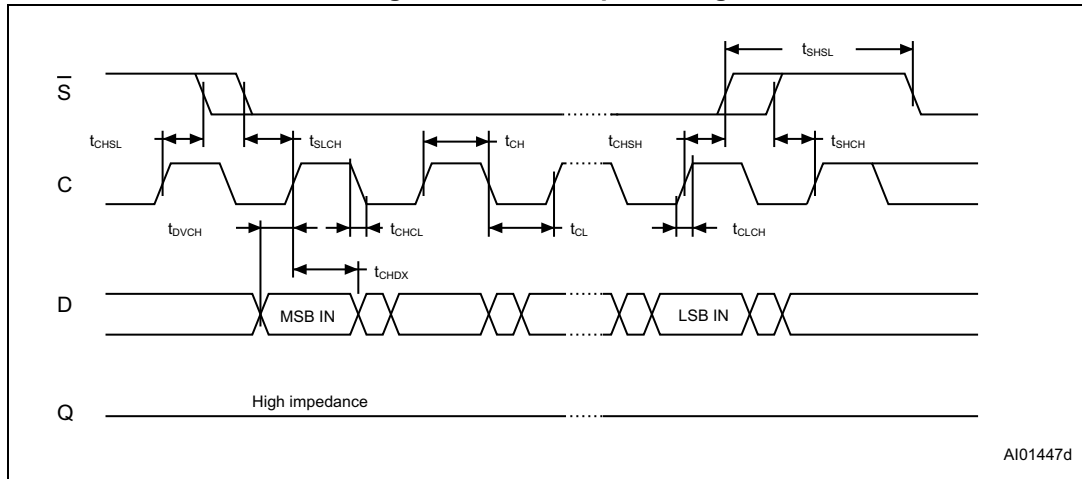 tSHSL
S̅
tCHSL
tSLCH
tCH
tCHSH
tSHCH
C
tDVCH
tCHCL
tCL
tCLCH
tCHDX
D
MSB IN
LSB IN
High impedance
Q
AI01447d